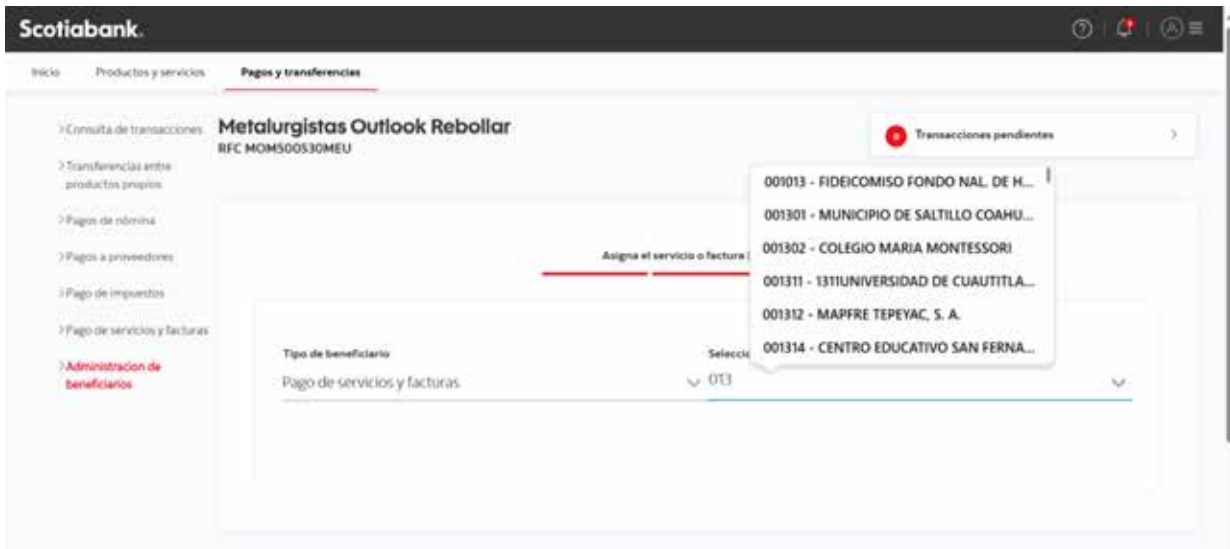 Scotiabank.
Inicio Productos y servicios Pagos y transferencias
>Consulta de transacciones
>Transferencias entre
productos propios
>Pagos de nómina
>Pagos a proveedores
>Pago de impuestos
>Pago de servicios y facturas
>Administracion de
beneficiarios
Metalurgistas Outlook Rebollar
RFC MOM500530MEU
Transacciones pendientes
Asigna el servicio o factura
Tipo de beneficiario
Pago de servicios y facturas
Seleccio
013
001013 - FIDEICOMISO FONDO NAL. DE H...
001301 - MUNICIPIO DE SALTILLO COAHU...
001302 - COLEGIO MARIA MONTESSORI
001311 - 1311UNIVERSIDAD DE CUAUTITLA...
001312 - MAPFRE TEPEYAC, S. A.
001314 - CENTRO EDUCATIVO SAN FERNA...